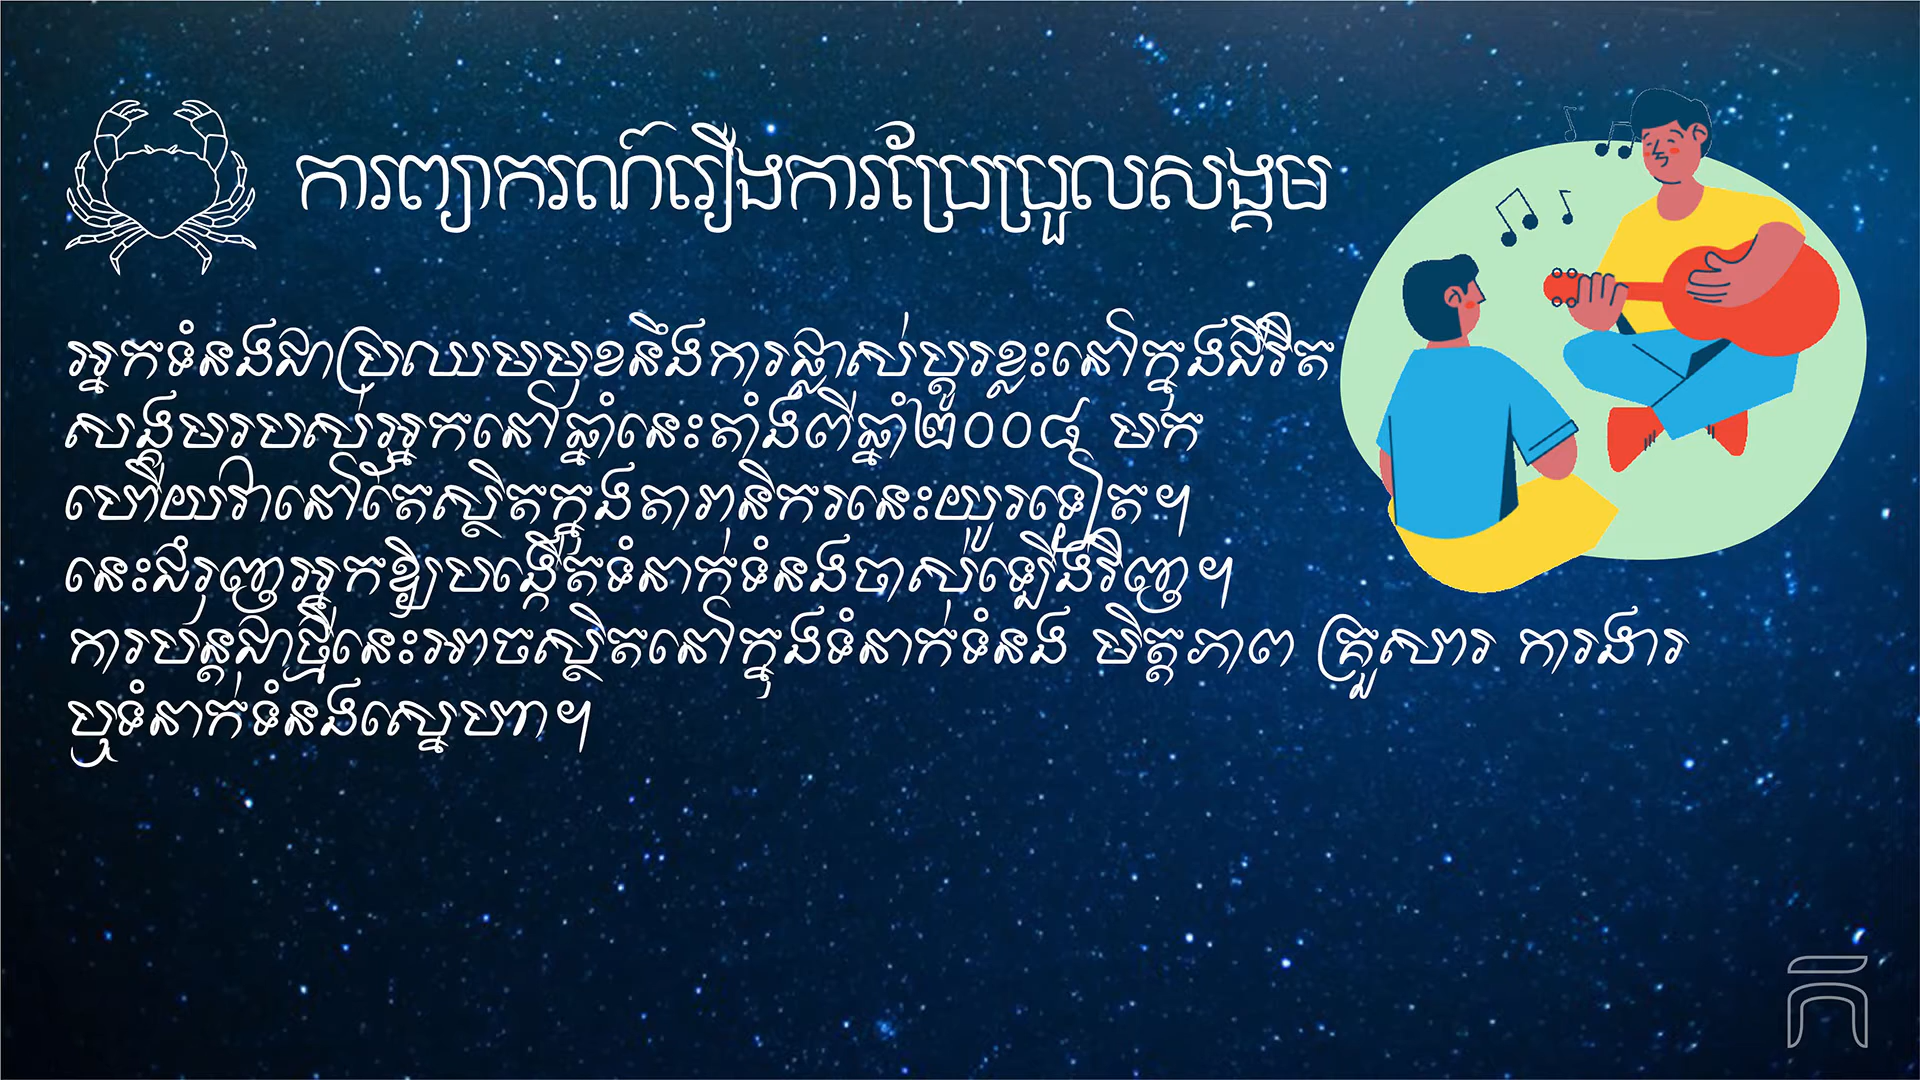 ការព្យាករណ៍រឿងការប្រែប្រួលសង្គម
អ្នកទំនងជាប្រឈមមុខនឹងការផ្លាស់ប្តូរខ្លះនៅក្នុងជីវិត
សង្គមរបស់អ្នកនៅឆ្នាំនេះតាំងពីឆ្នាំ២០០៨ មក
ហើយវានៅតែស្ថិតក្នុងតារានិករនេះយូរទៀត។
នេះជំរុញអ្នកឱ្យបង្កើតទំនាក់ទំនងចាស់ឡើងវិញ។
ការបន្តជាថ្មីនេះអាចស្ថិតនៅក្នុងទំនាក់ទំនង មិត្តភាព គ្រួសារ ការងារ
ឬទំនាក់ទំនងស្នេហា។